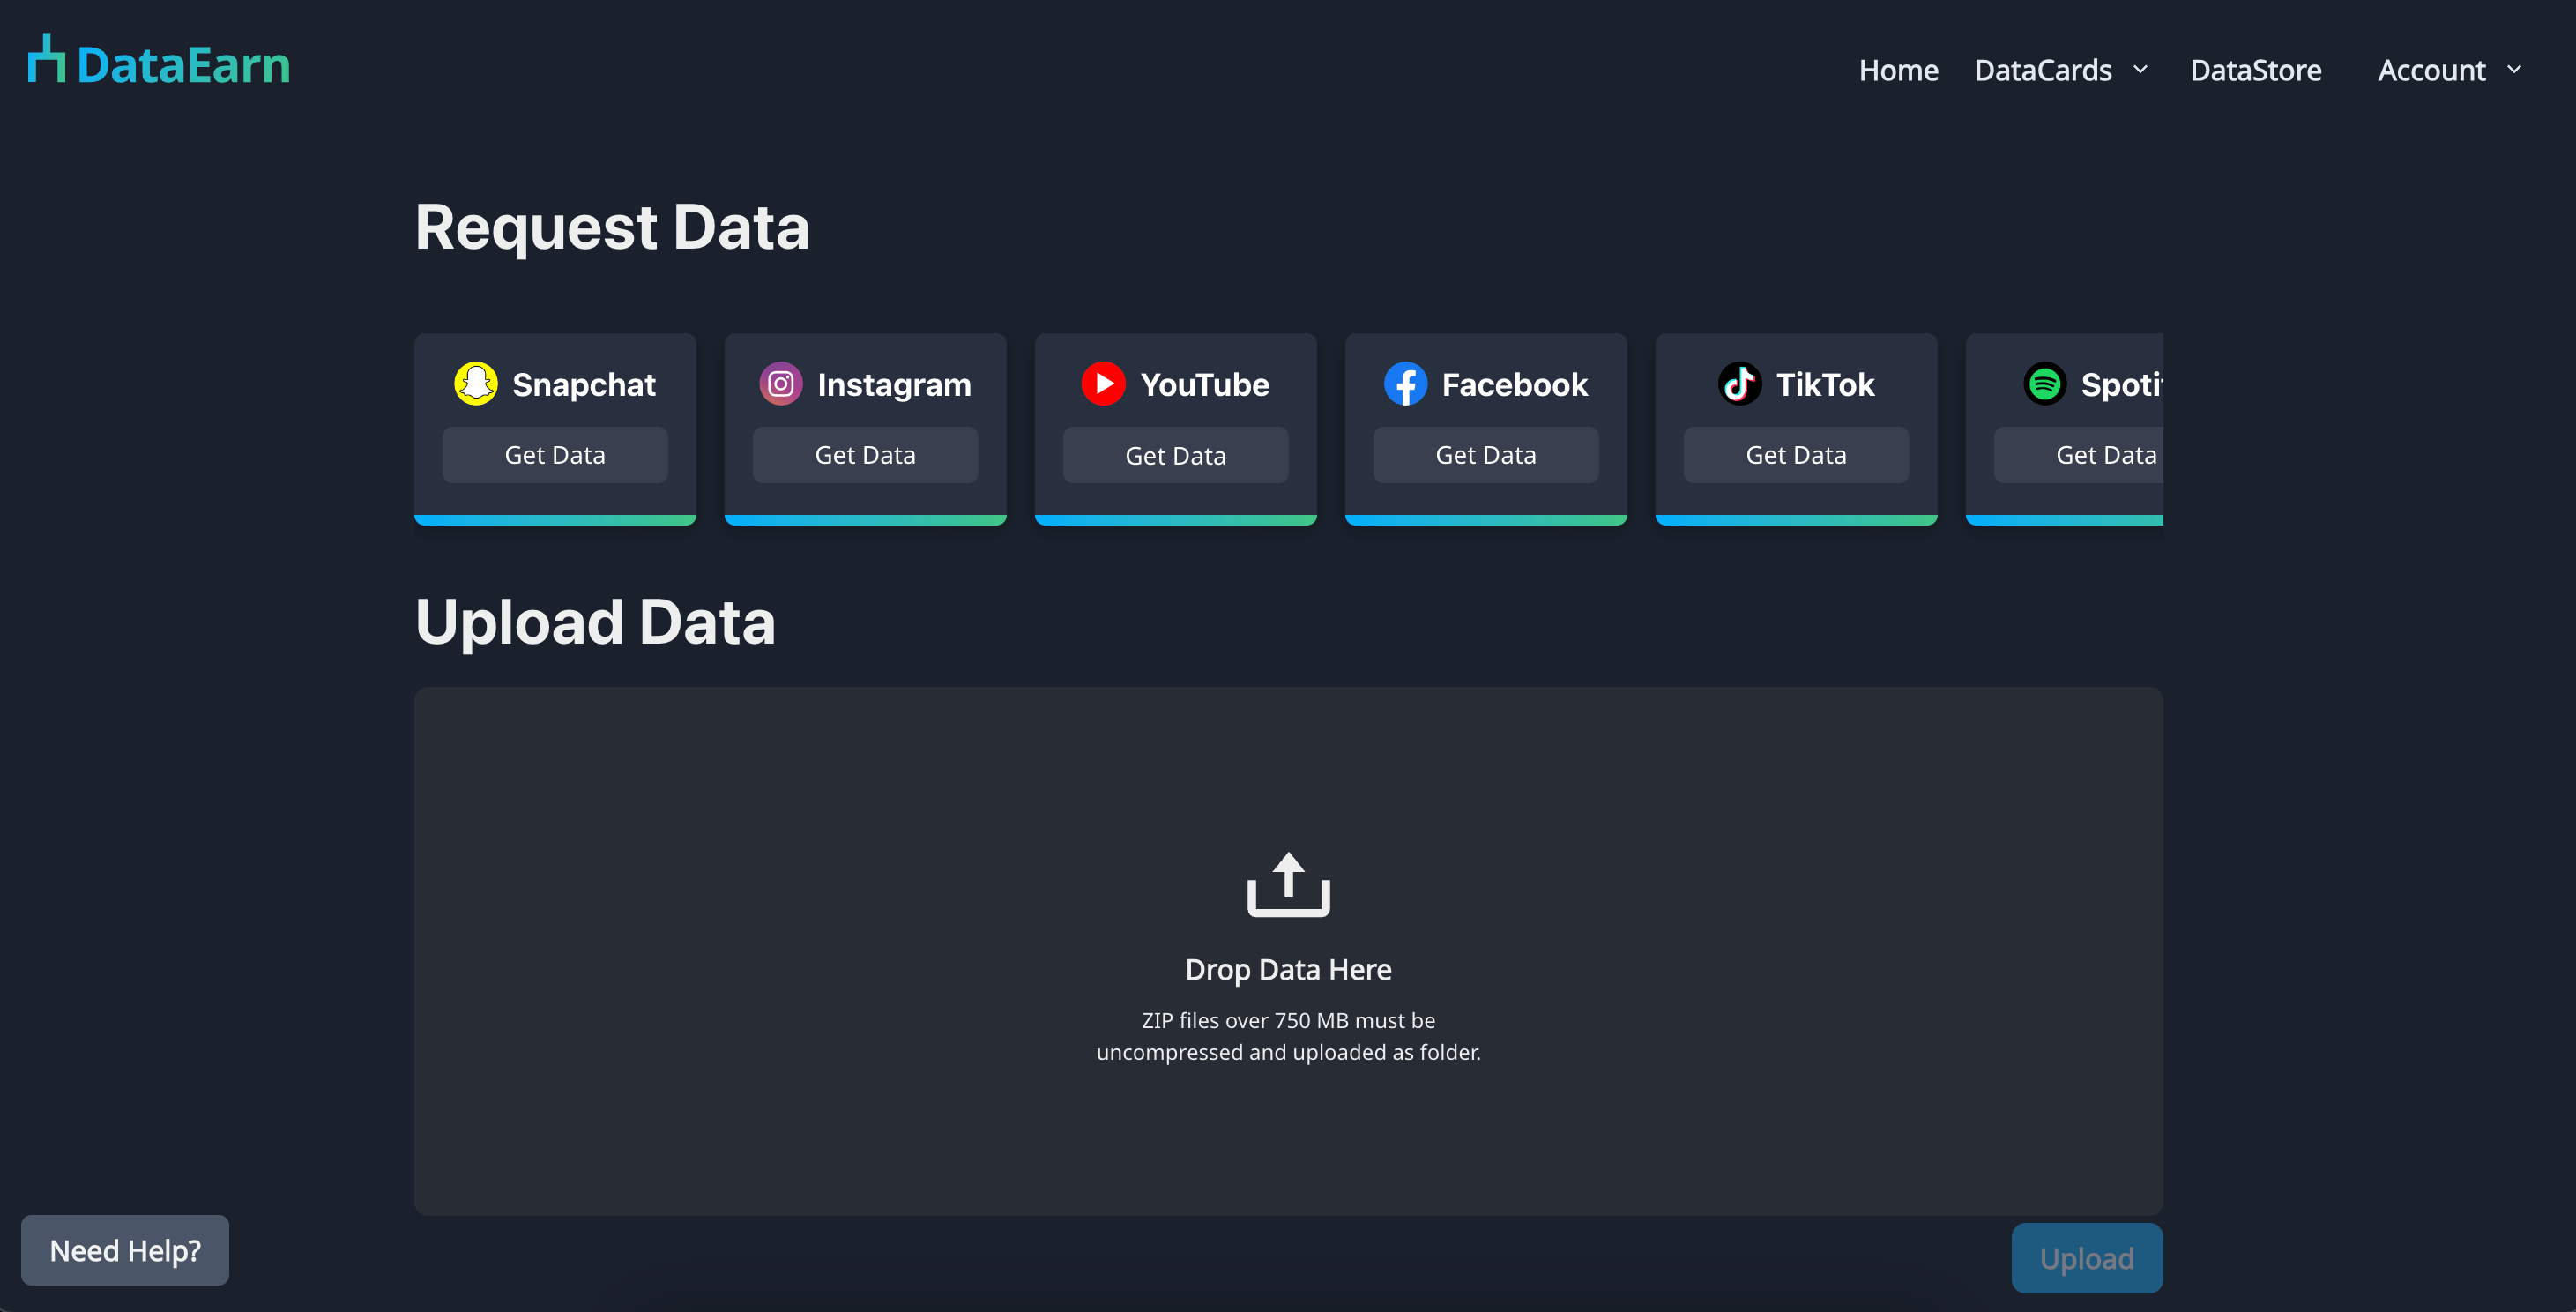 DataEarn
Home DataCards DataStore Account
Request Data
Snapchat Instagram YouTube Facebook TikTok Spoti
Get Data Get Data Get Data Get Data Get Data Get Data
Upload Data
Drop Data Here
ZIP files over 750 MB must be
uncompressed and uploaded as folder.
Need Help?
Upload